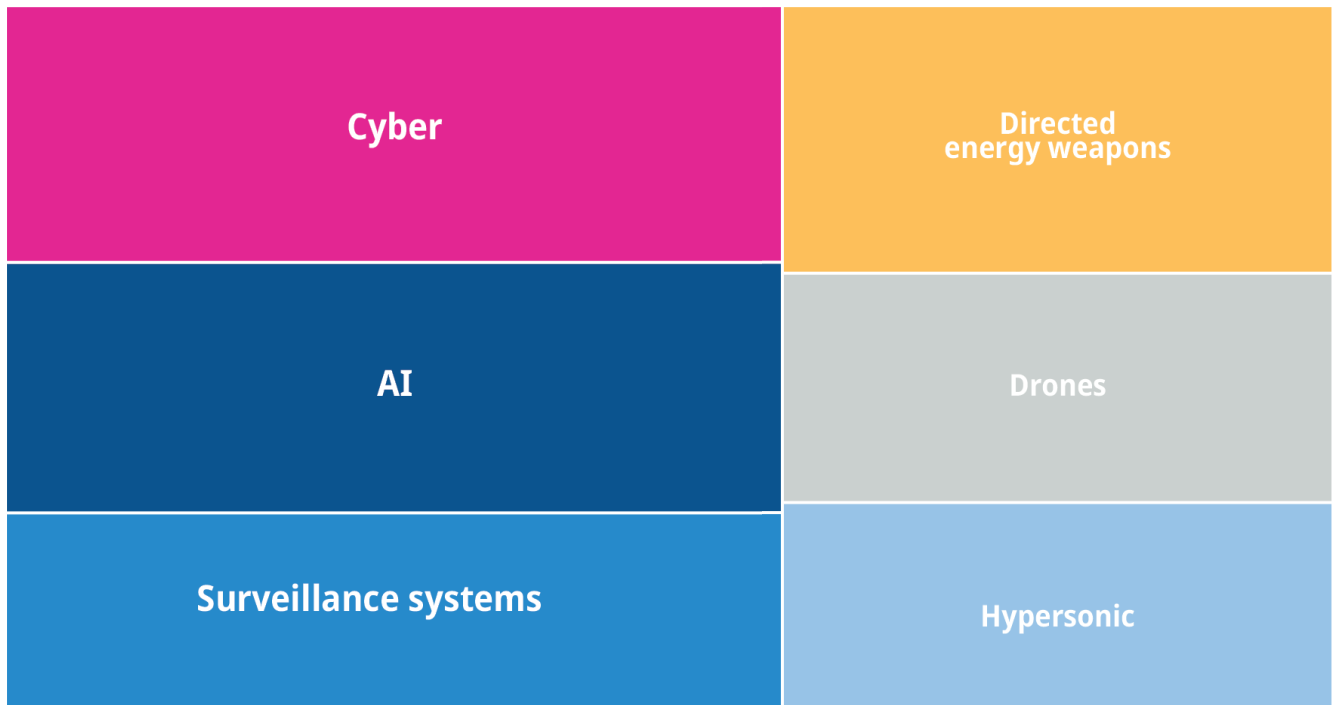 Cyber
Directed
energy weapons
AI
Drones
Surveillance systems
Hypersonic